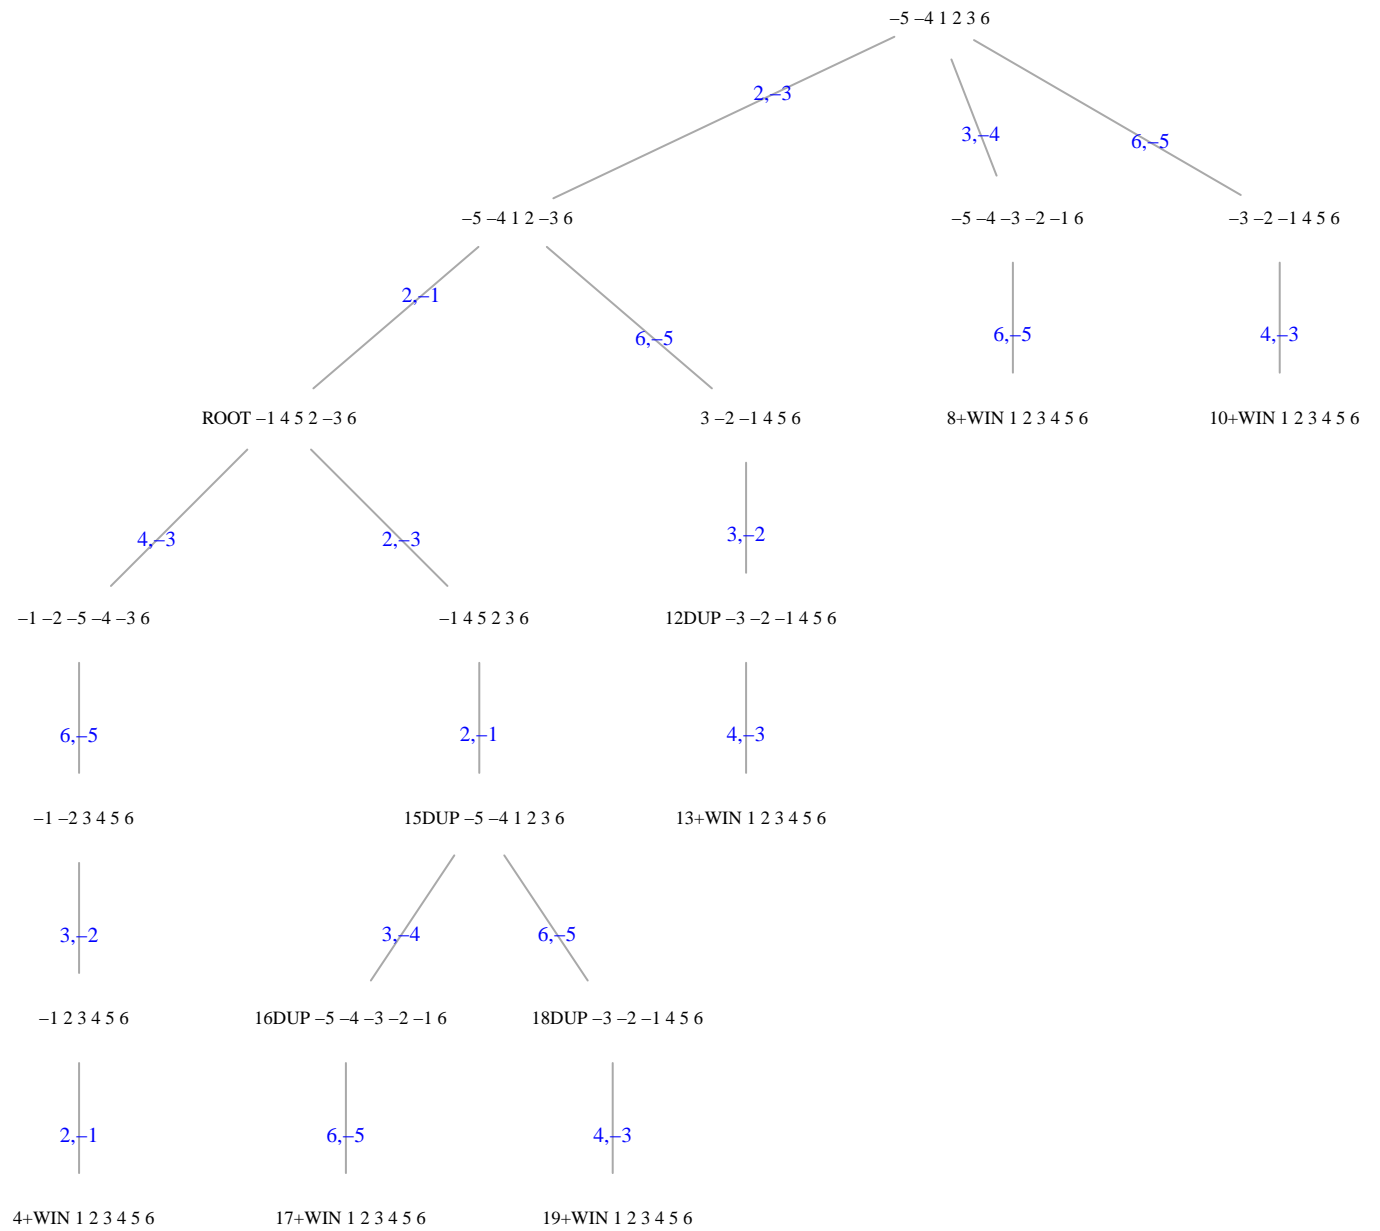 −5 −4 1 2 3 6
2,−3
3,−4
6,−5
−5 −4 1 2 −3 6
−5 −4 −3 −2 −1 6
−3 −2 −1 4 5 6
2,−1
6,−5
6,−5
4,−3
ROOT −1 4 5 2 −3 6
3 −2 −1 4 5 6
8+WIN 1 2 3 4 5 6
10+WIN 1 2 3 4 5 6
4,−3
2,−3
3,−2
−1 −2 −5 −4 −3 6
−1 4 5 2 3 6
12DUP −3 −2 −1 4 5 6
6,−5
2,−1
4,−3
−1 −2 3 4 5 6
15DUP −5 −4 1 2 3 6
13+WIN 1 2 3 4 5 6
3,−2
3,−4
6,−5
−1 2 3 4 5 6
16DUP −5 −4 −3 −2 −1 6
18DUP −3 −2 −1 4 5 6
2,−1
6,−5
4,−3
4+WIN 1 2 3 4 5 6
17+WIN 1 2 3 4 5 6
19+WIN 1 2 3 4 5 6